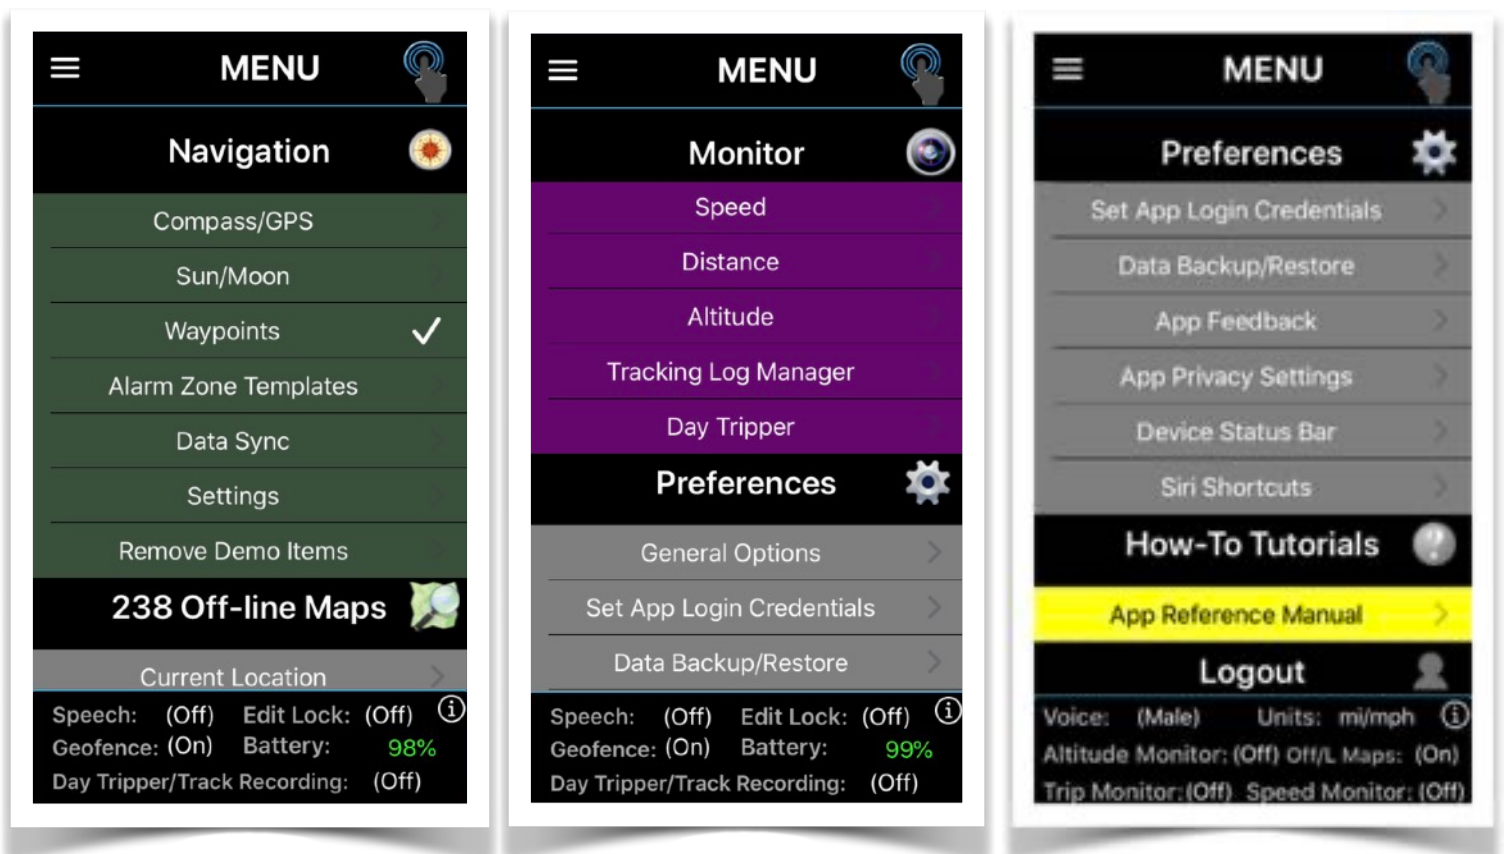 MENU
Navigation
Compass/GPS
Sun/Moon
Waypoints
Alarm Zone Templates
Data Sync
Settings
Remove Demo Items
238 Off-line Maps
Current Location
Speech: (Off) Edit Lock: (Off)
Geofence: (On) Battery: 98%
Day Tripper/Track Recording: (Off)
MENU
Monitor
Speed
Distance
Altitude
Tracking Log Manager
Day Tripper
Preferences
General Options
Set App Login Credentials
Data Backup/Restore
Speech: (Off) Edit Lock: (Off)
Geofence: (On) Battery: 99%
Day Tripper/Track Recording: (Off)
MENU
Preferences
Set App Login Credentials
Data Backup/Restore
App Feedback
App Privacy Settings
Device Status Bar
Siri Shortcuts
How-To Tutorials
App Reference Manual
Logout
Voice: (Male) Units: mi/mph
Altitude Monitor: (Off) Off/L Maps: (On)
Trip Monitor: (Off) Speed Monitor: (Off)